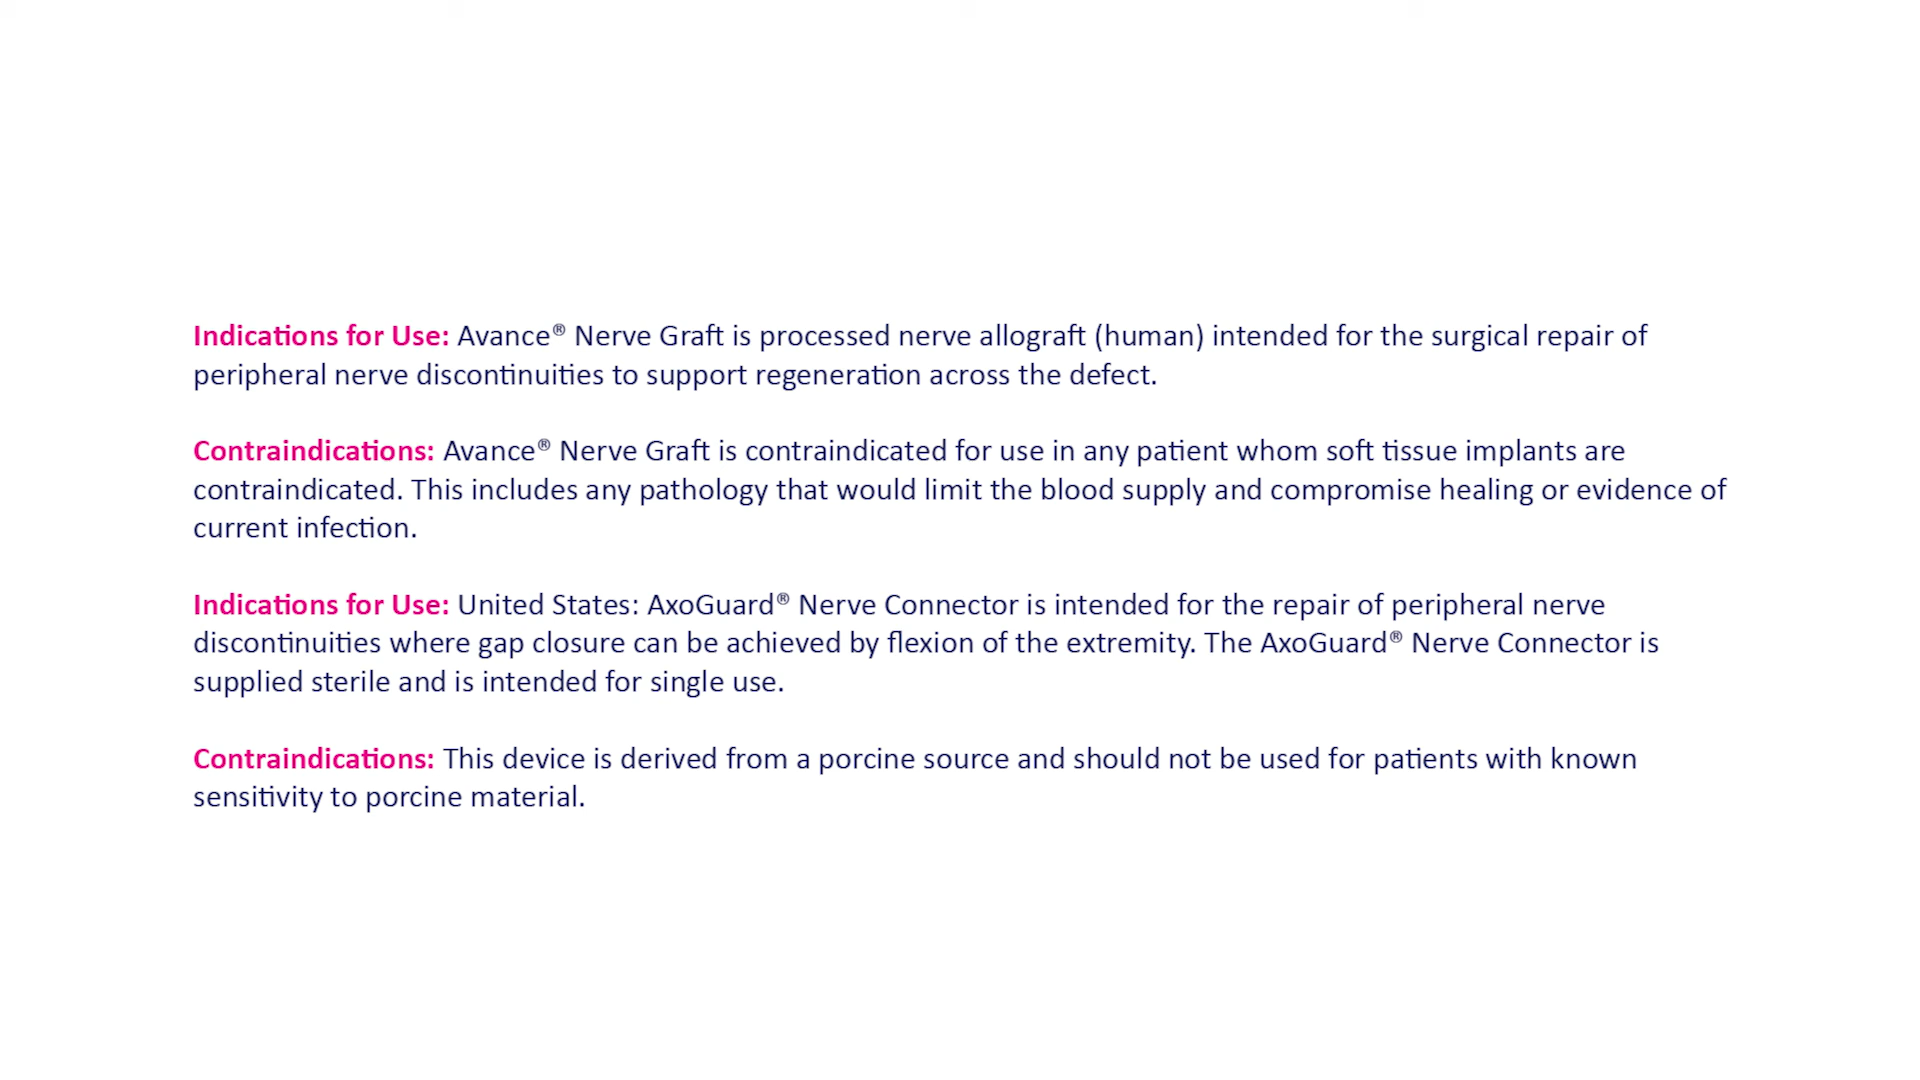 Indications for Use: Avance® Nerve Graft is processed nerve allograft (human) intended for the surgical repair of
peripheral nerve discontinuities to support regeneration across the defect.
Contraindications: Avance® Nerve Graft is contraindicated for use in any patient whom soft tissue implants are
contraindicated. This includes any pathology that would limit the blood supply and compromise healing or evidence of
current infection.
Indications for Use: United States: AxoGuard® Nerve Connector is intended for the repair of peripheral nerve
discontinuities where gap closure can be achieved by flexion of the extremity. The AxoGuard® Nerve Connector is
supplied sterile and is intended for single use.
Contraindications: This device is derived from a porcine source and should not be used for patients with known
sensitivity to porcine material.